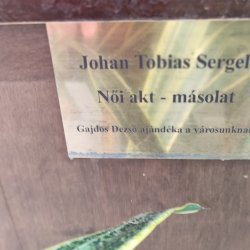 Johan Tobias Sergel
Női akt - másolat
Gajdos Dezső ajándéka a városunknak